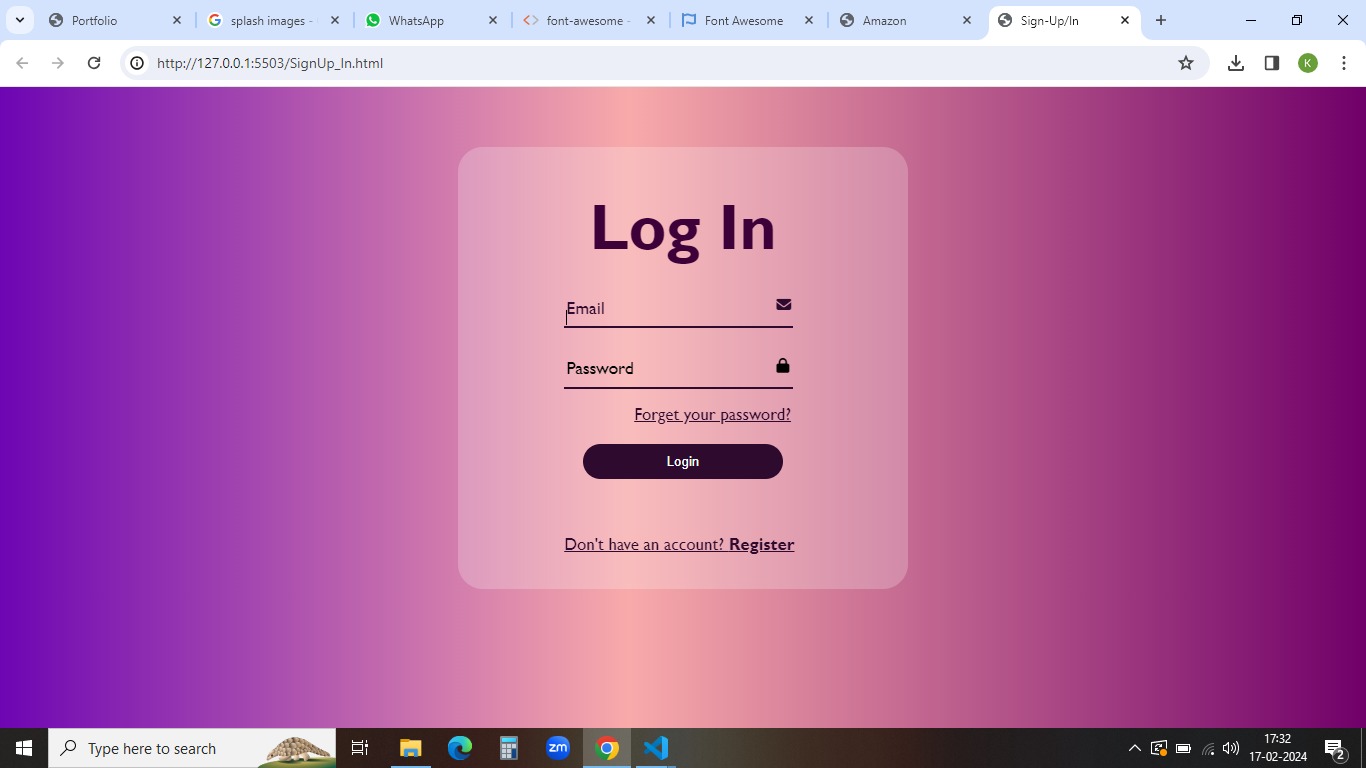 Portfolio
splash images -
WhatsApp
font-awesome -
Font Awesome
Amazon
Sign-Up/In
http://127.0.0.1:5503/SignUp_In.html
K
Log In
Email
Password
Forget your password?
Login
Don't have an account? Register
Type here to search
zm
17:32
17-02-2024
2